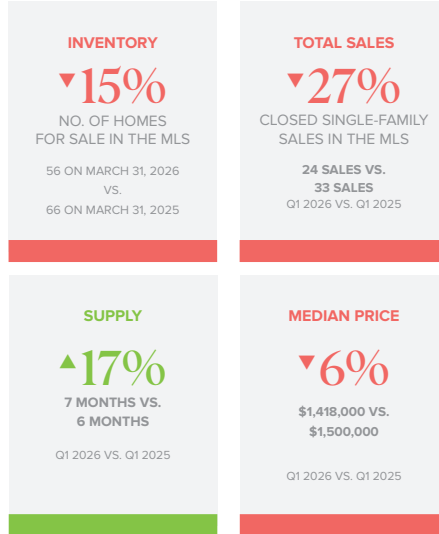 INVENTORY
▼15%
NO. OF HOMES
FOR SALE IN THE MLS
56 ON MARCH 31, 2026
VS.
66 ON MARCH 31, 2025
TOTAL SALES
▼27%
CLOSED SINGLE-FAMILY
SALES IN THE MLS
24 SALES VS.
33 SALES
Q1 2026 VS. Q1 2025
SUPPLY
▲17%
7 MONTHS VS.
6 MONTHS
Q1 2026 VS. Q1 2025
MEDIAN PRICE
▼6%
$1,418,000 VS.
$1,500,000
Q1 2026 VS. Q1 2025